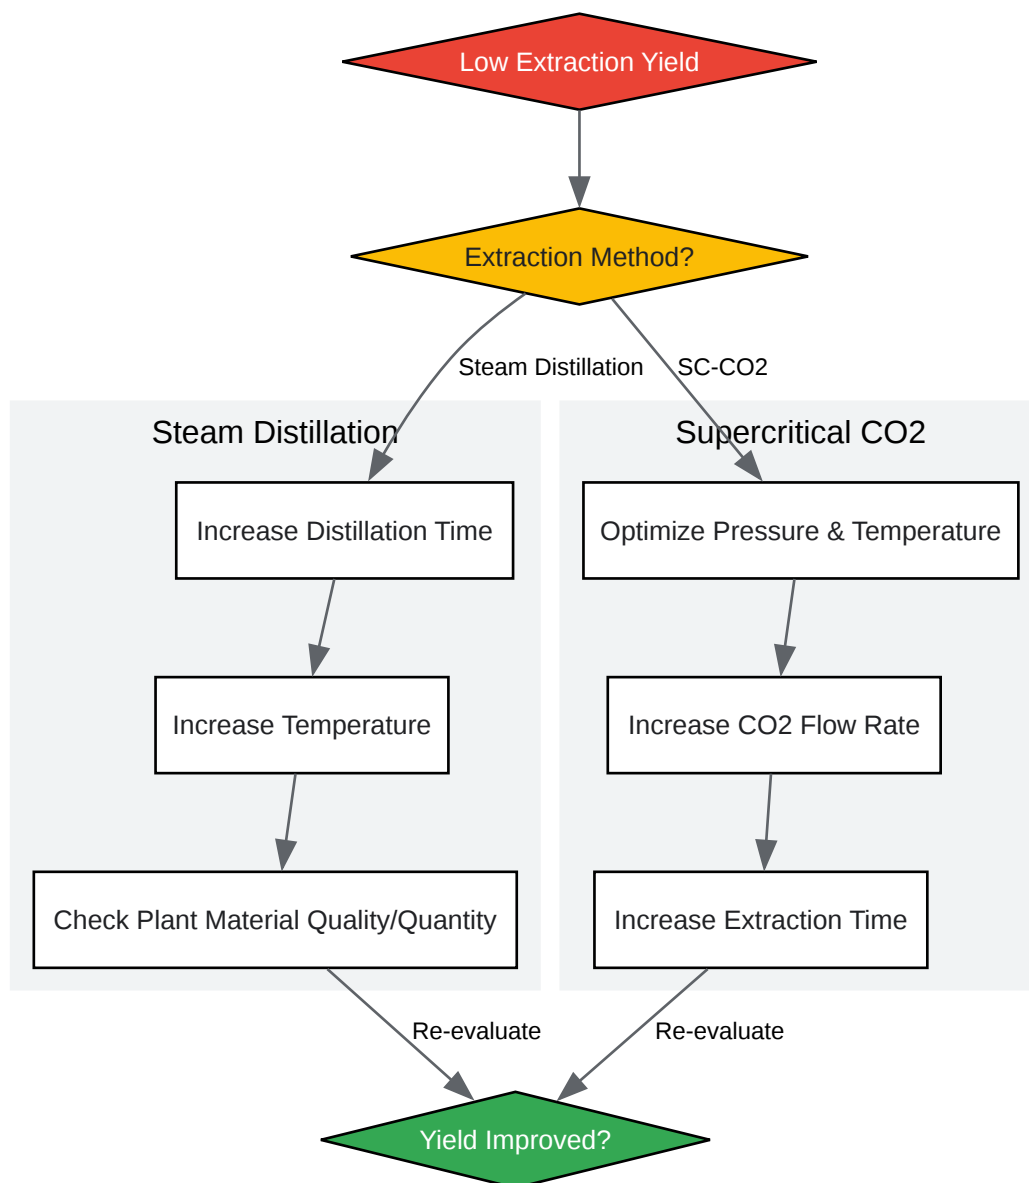 Low Extraction Yield
Extraction Method?
Steam Distillation
SC-CO2
Steam Distillation
Supercritical CO2
Increase Distillation Time
Optimize Pressure & Temperature
Increase Temperature
Increase CO2 Flow Rate
Check Plant Material Quality/Quantity
Increase Extraction Time
Re-evaluate
Re-evaluate
Yield Improved?